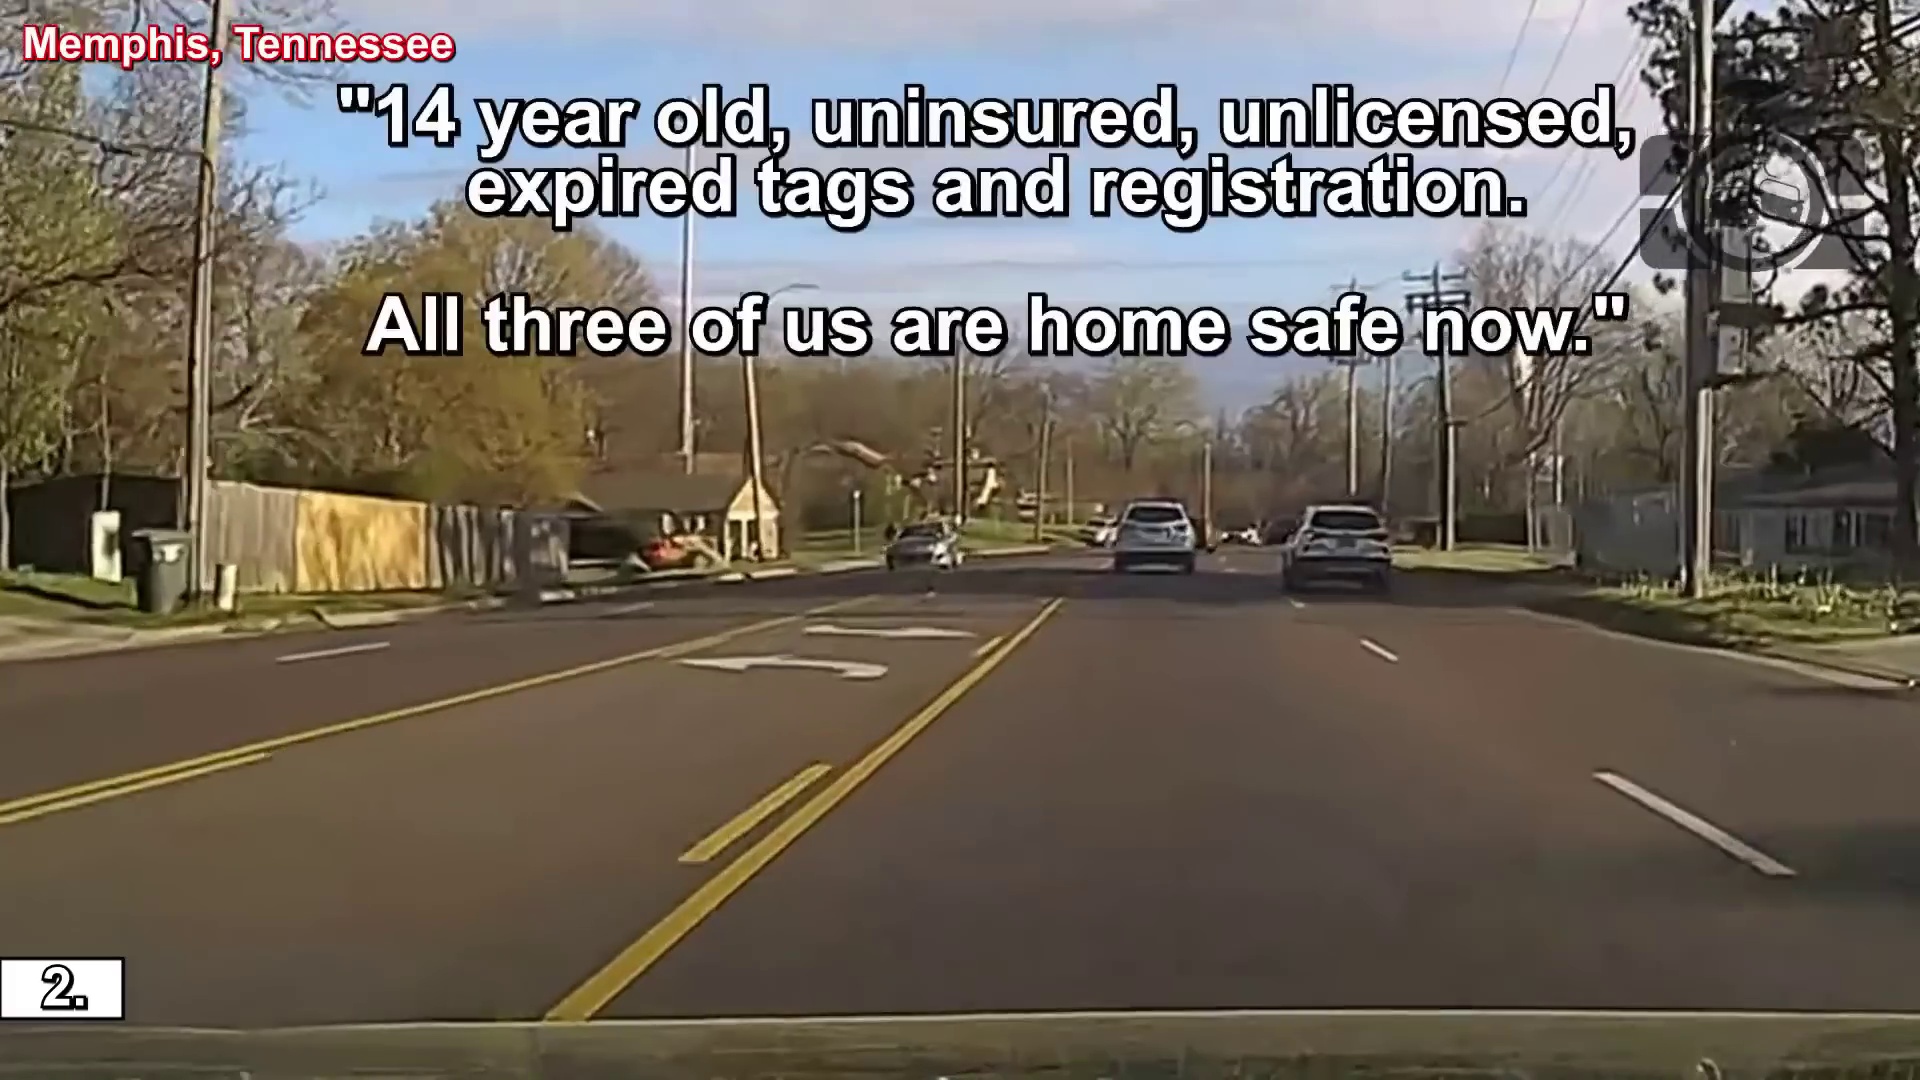 Memphis, Tennessee
"14 year old, uninsured, unlicensed,
expired tags and registration.
All three of us are home safe now."
2.